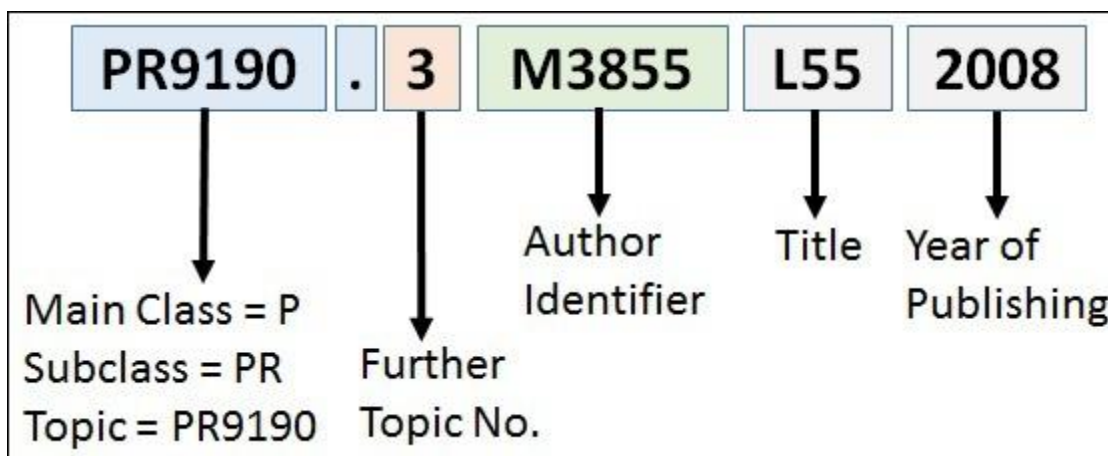 PR9190 . 3 M3855 L55 2008
Main Class = P
Subclass = PR
Topic = PR9190
Further
Topic No.
Author
Identifier
Title
Year of
Publishing